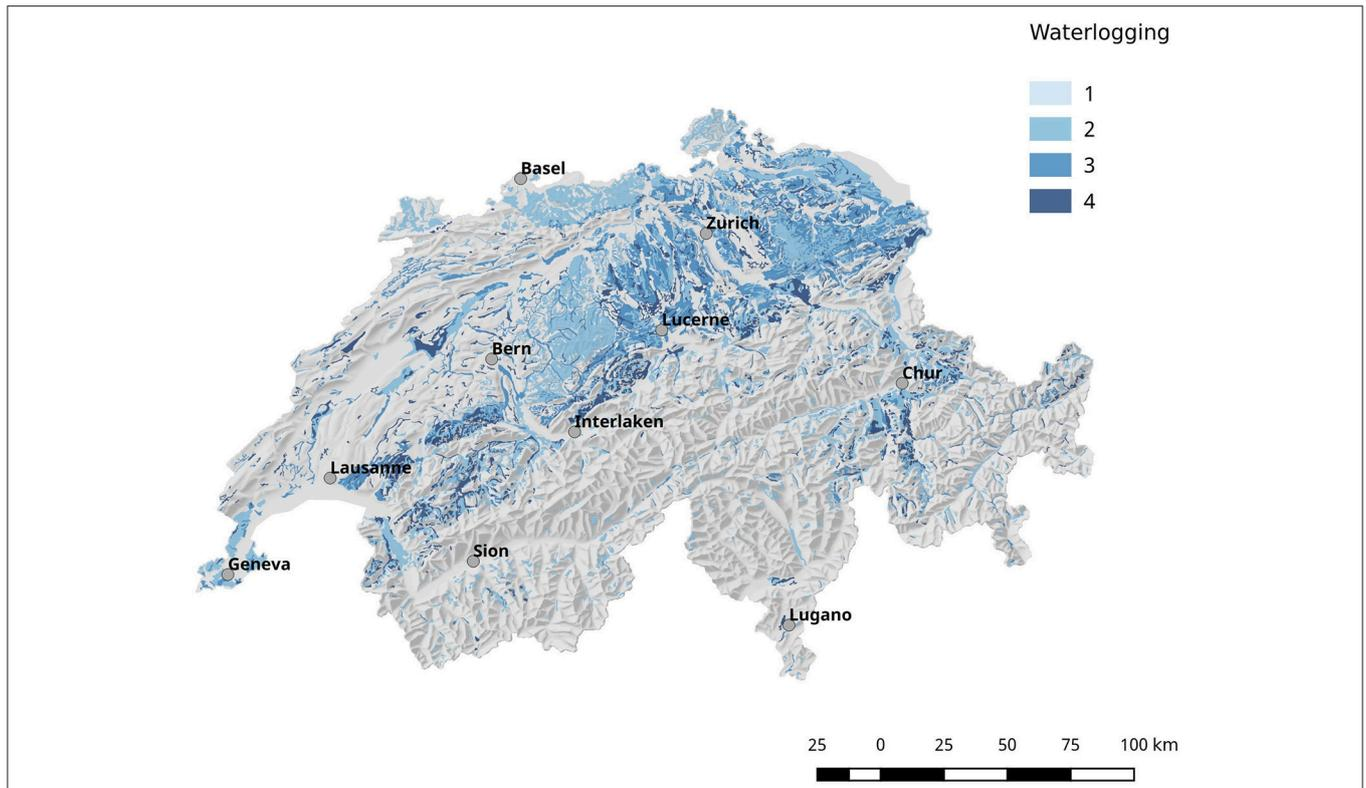 Waterlogging
1
2
3
4
Basel
Zurich
Lucerne
Bern
Chur
Interlaken
Lausanne
Sion
Geneva
Lugano
25 0 25 50 75 100 km